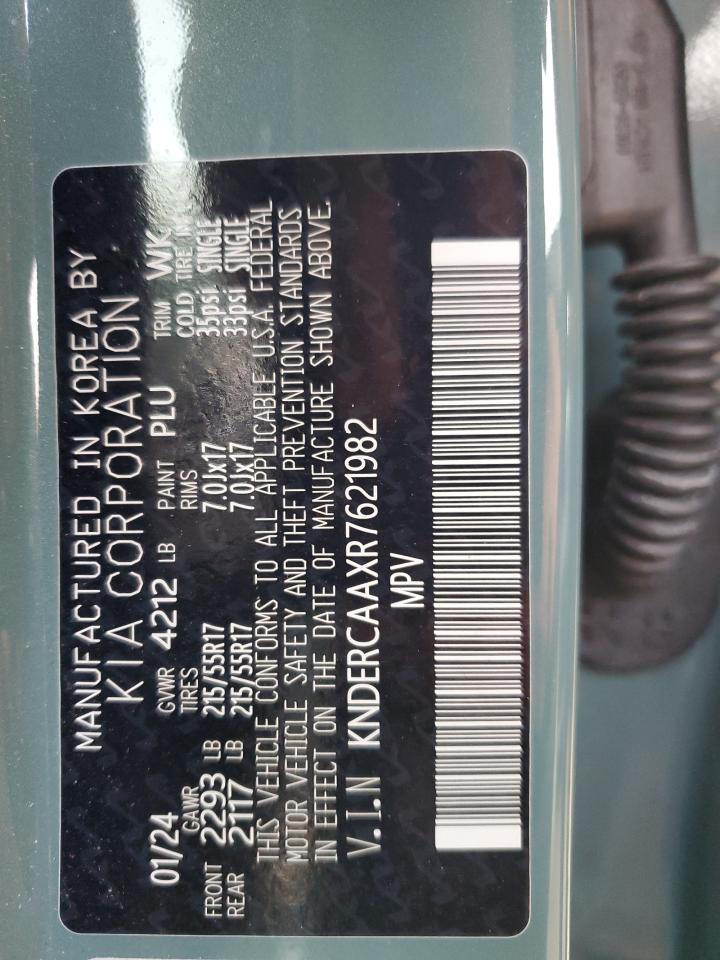 MANUFACTURED IN KOREA BY
KIA CORPORATION
01/24 GVWR 4212 LB PAINT PLU TRIM WK
GAWR TIRES RIMS COLD TIRE
FRONT 2293 LB 215/55R17 7.0Jx17 35psi SINGLE
REAR 2117 LB 215/55R17 7.0Jx17 33psi SINGLE
THIS VEHICLE CONFORMS TO ALL APPLICABLE U.S.A. FEDERAL
MOTOR VEHICLE SAFETY AND THEFT PREVENTION STANDARDS
IN EFFECT ON THE DATE OF MANUFACTURE SHOWN ABOVE.
V.I.N KNDERCAAXR7621982
MPV